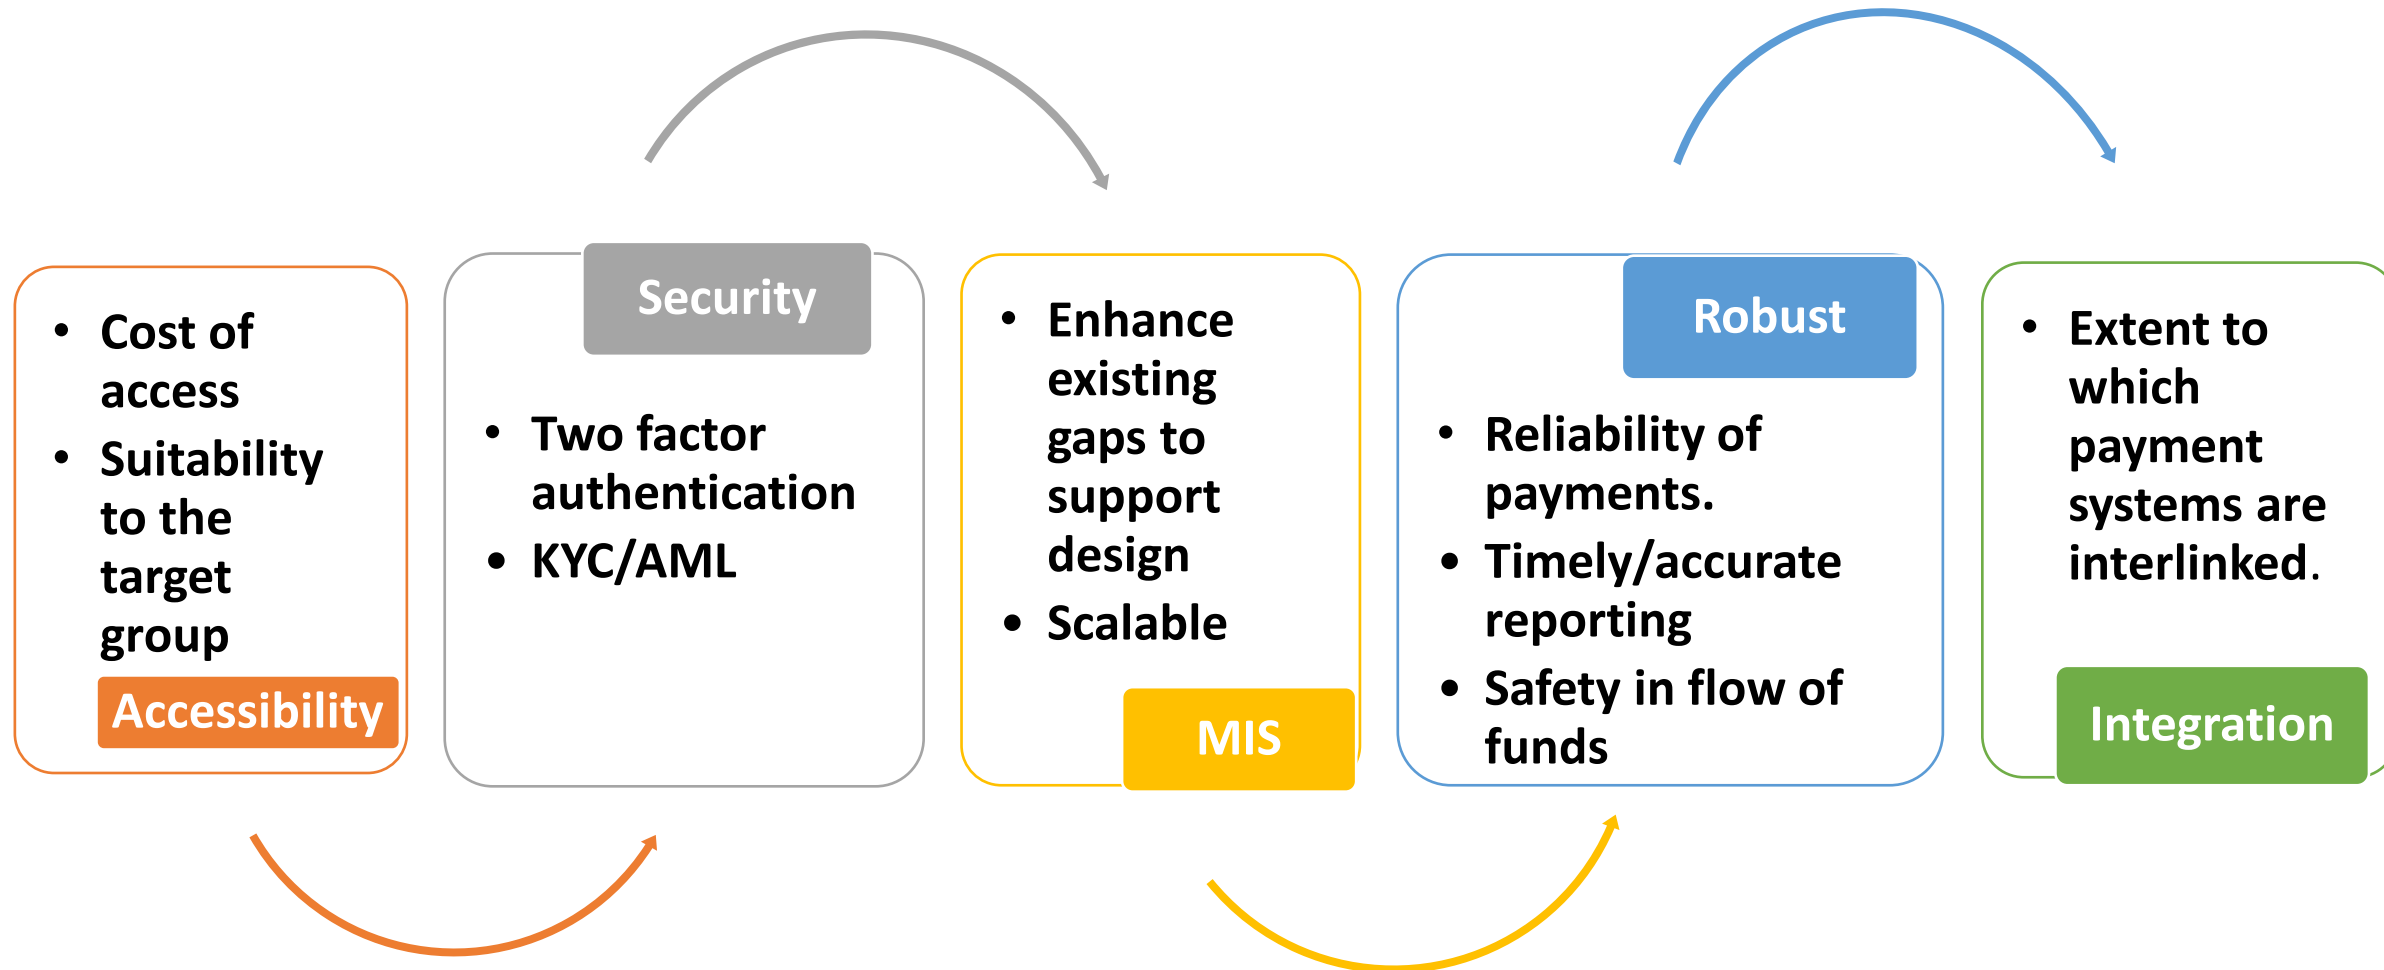 • Cost of
access
• Suitability
to the
target
group
Accessibility
Security
• Two factor
authentication
• KYC/AML
• Enhance
existing
gaps to
support
design
• Scalable
MIS
Robust
• Reliability of
payments.
• Timely/accurate
reporting
• Safety in flow of
funds
• Extent to
which
payment
systems are
interlinked.
Integration